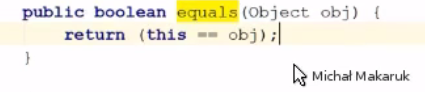 public boolean equals(Object obj) {
    return (this == obj);
}
Michał Makaruk